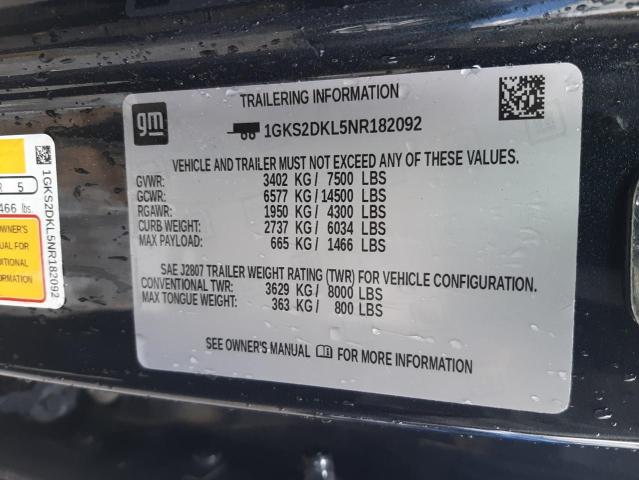 TRAILERING INFORMATION
gm
1GKS2DKL5NR182092
VEHICLE AND TRAILER MUST NOT EXCEED ANY OF THESE VALUES.
GVWR: 3402 KG / 7500 LBS
GCWR: 6577 KG / 14500 LBS
RGAWR: 1950 KG / 4300 LBS
CURB WEIGHT: 2737 KG / 6034 LBS
MAX PAYLOAD: 665 KG / 1466 LBS
SAE J2807 TRAILER WEIGHT RATING (TWR) FOR VEHICLE CONFIGURATION.
CONVENTIONAL TWR: 3629 KG / 8000 LBS
MAX TONGUE WEIGHT: 363 KG / 800 LBS
SEE OWNER'S MANUAL FOR MORE INFORMATION
R 5
466 lbs.
OWNER'S
MANUAL FOR
DITIONAL
FORMATION
1GKS2DKL5NR182092